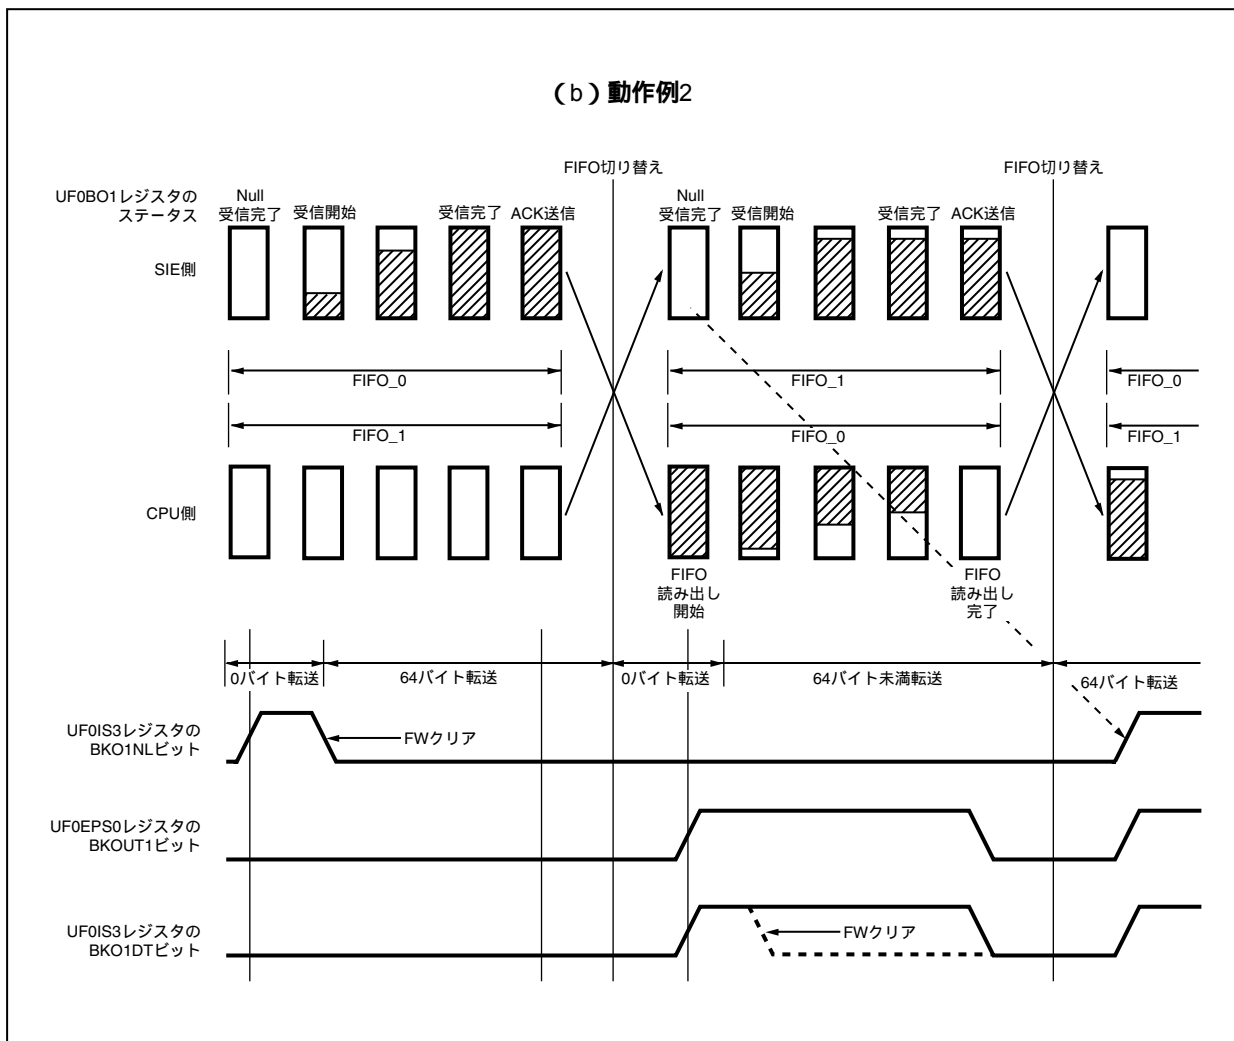 (b)動作例2
FIFO切り替え
FIFO切り替え
UF0BO1レジスタの
ステータス
Null
受信完了
受信開始
受信完了
ACK送信
Null
受信完了
受信開始
受信完了
ACK送信
SIE側
FIFO_0
FIFO_1
FIFO_0
FIFO_1
FIFO_0
FIFO_1
CPU側
FIFO
読み出し
開始
FIFO
読み出し
完了
0バイト転送
64バイト転送
0バイト転送
64バイト未満転送
64バイト転送
UF0IS3レジスタの
BKO1NLビット
FWクリア
UF0EPS0レジスタの
BKOUT1ビット
UF0IS3レジスタの
BKO1DTビット
FWクリア